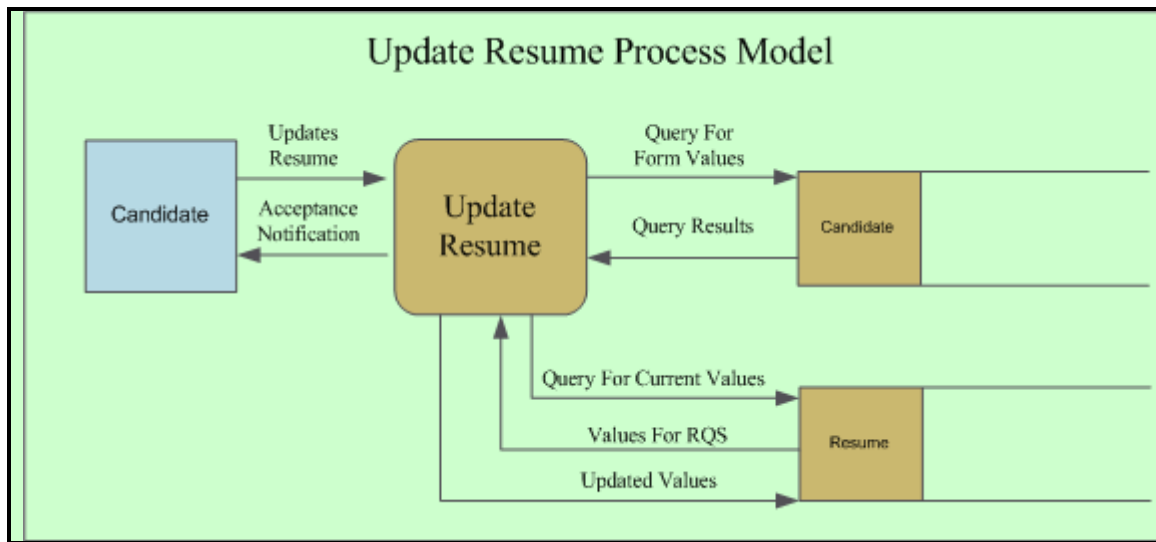 Update Resume Process Model
Updates
Resume
Candidate
Acceptance
Notification
Update
Resume
Query For
Form Values
Query Results
Candidate
Query For Current Values
Values For RQS
Updated Values
Resume